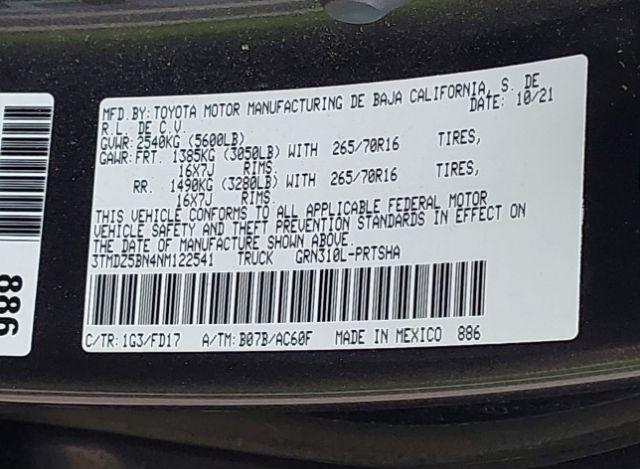 MFD.BY:TOYOTA MOTOR MANUFACTURING DE BAJA CALIFORNIA, S. DE
R.L. DE C.V. DATE: 10/21
GVWR:2540KG (5600LB)
GAWR:FRT. 1385KG (3050LB) WITH 265/70R16 TIRES,
16X7J RIMS.
RR. 1490KG (3280LB) WITH 265/70R16 TIRES,
16X7J RIMS.
THIS VEHICLE CONFORMS TO ALL APPLICABLE FEDERAL MOTOR
VEHICLE SAFETY AND THEFT PREVENTION STANDARDS IN EFFECT ON
THE DATE OF MANUFACTURE SHOWN ABOVE.
3TMDZ5BN4NM122541 TRUCK GRN310L-PRTSHA
C/TR:1G3/FD17 A/TM:B07B/AC60F MADE IN MEXICO 886
886